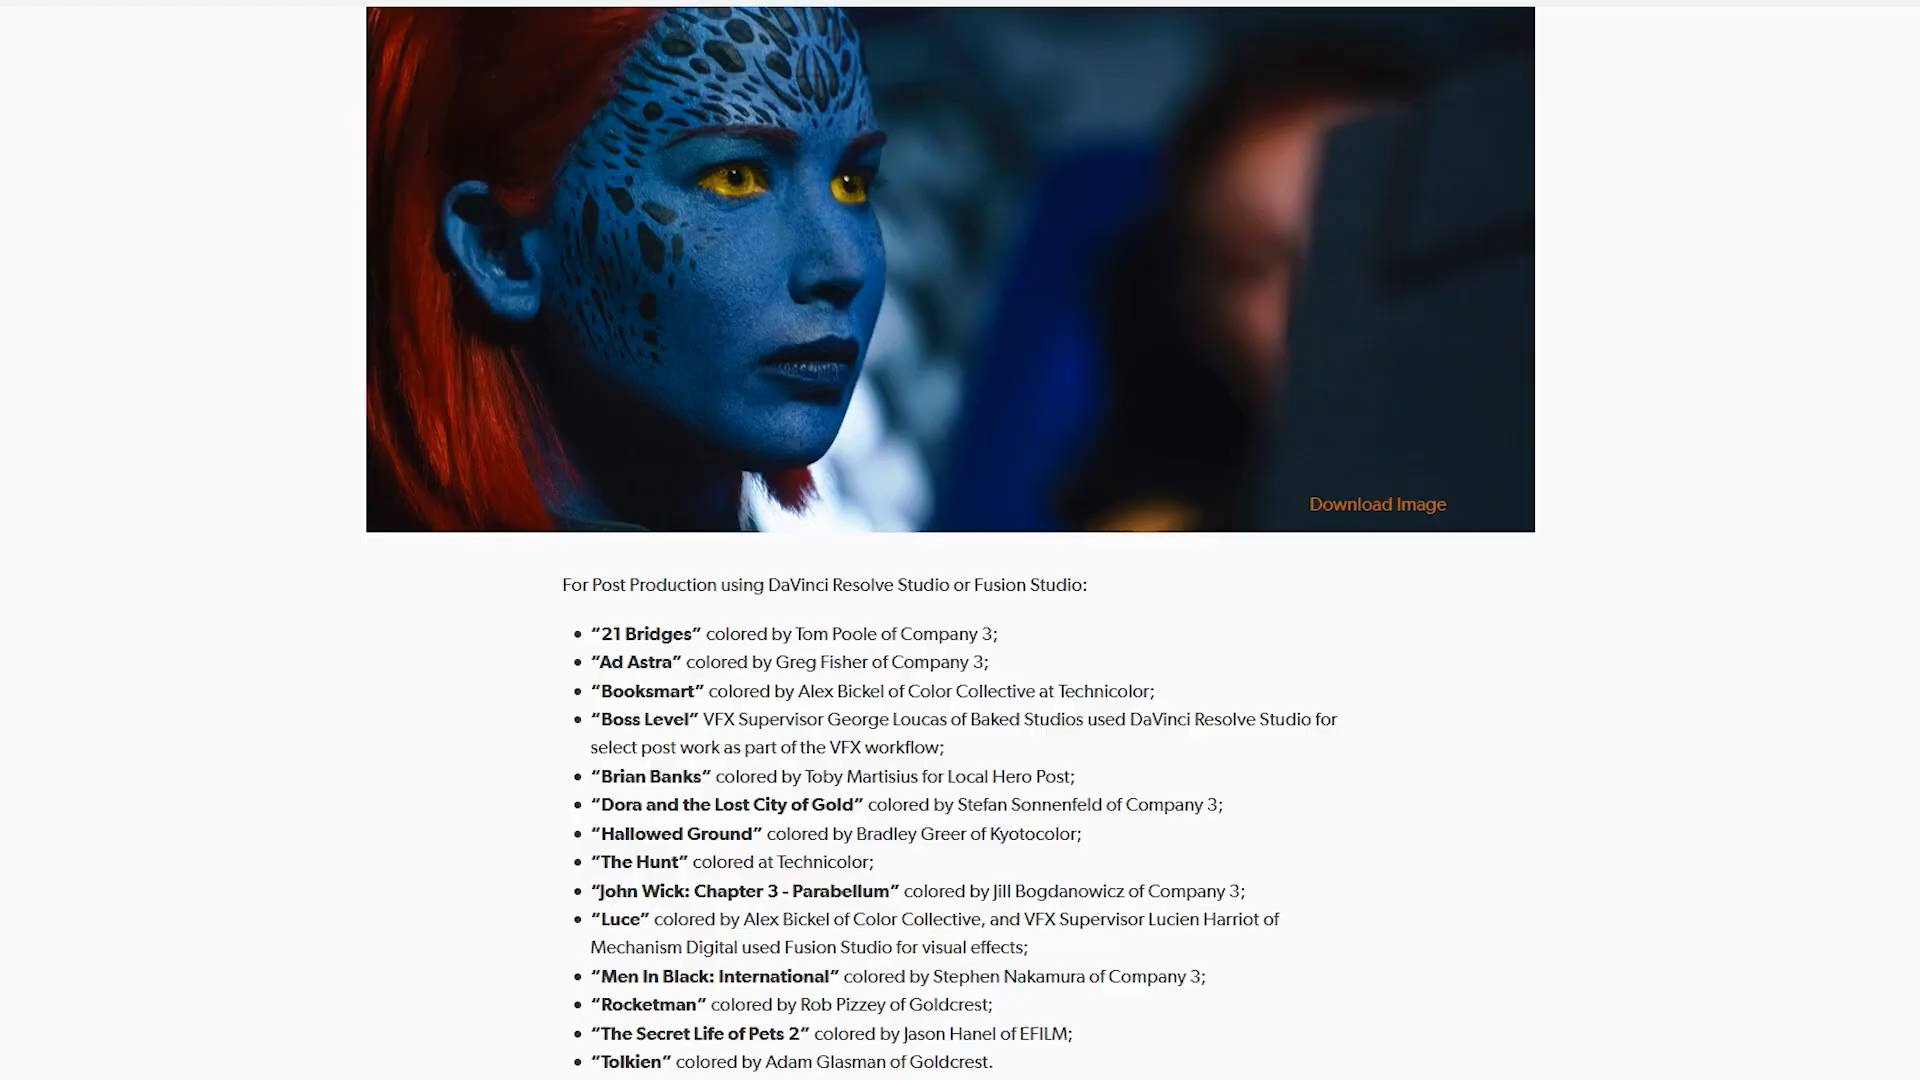 Download Image
For Post Production using DaVinci Resolve Studio or Fusion Studio:
• “21 Bridges” colored by Tom Poole of Company 3;
• “Ad Astra” colored by Greg Fisher of Company 3;
• “Booksmart” colored by Alex Bickel of Color Collective at Technicolor;
• “Boss Level” VFX Supervisor George Loucas of Baked Studios used DaVinci Resolve Studio for
select post work as part of the VFX workflow;
• “Brian Banks” colored by Toby Martisius for Local Hero Post;
• “Dora and the Lost City of Gold” colored by Stefan Sonnenfeld of Company 3;
• “Hallowed Ground” colored by Bradley Greer of Kyotocolor;
• “The Hunt” colored at Technicolor;
• “John Wick: Chapter 3 - Parabellum” colored by Jill Bogdanowicz of Company 3;
• “Luce” colored by Alex Bickel of Color Collective, and VFX Supervisor Lucien Harriot of
Mechanism Digital used Fusion Studio for visual effects;
• “Men In Black: International” colored by Stephen Nakamura of Company 3;
• “Rocketman” colored by Rob Pizzey of Goldcrest;
• “The Secret Life of Pets 2” colored by Jason Hanel of EFILM;
• “Tolkien” colored by Adam Glasman of Goldcrest.